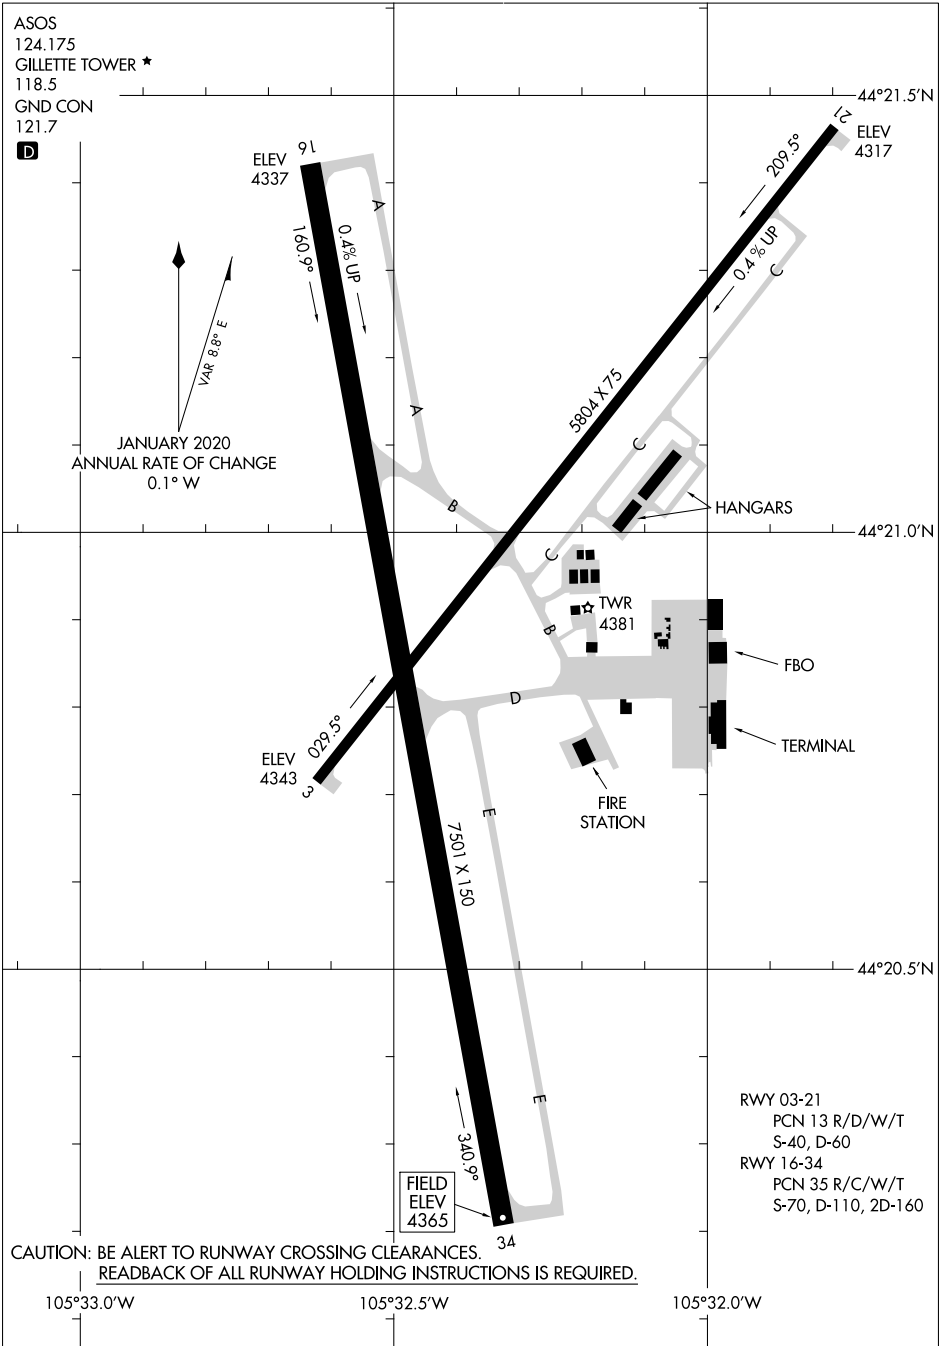 ASOS
124.175
GILLETTE TOWER ★
118.5
GND CON
121.7
D
44°21.5'N
16
ELEV
4337
160.9°
0.4% UP
A
A
21
ELEV
4317
209.5°
0.4% UP
C
VAR 8.8° E
JANUARY 2020
ANNUAL RATE OF CHANGE
0.1° W
5804 X 75
C
B
HANGARS
44°21.0'N
C
TWR
4381
B
FBO
D
TERMINAL
029.5°
ELEV
4343
3
FIRE
STATION
E
7501 X 150
44°20.5'N
E
340.9°
FIELD
ELEV
4365
34
RWY 03-21
PCN 13 R/D/W/T
S-40, D-60
RWY 16-34
PCN 35 R/C/W/T
S-70, D-110, 2D-160
CAUTION: BE ALERT TO RUNWAY CROSSING CLEARANCES.
READBACK OF ALL RUNWAY HOLDING INSTRUCTIONS IS REQUIRED.
105°33.0'W
105°32.5'W
105°32.0'W